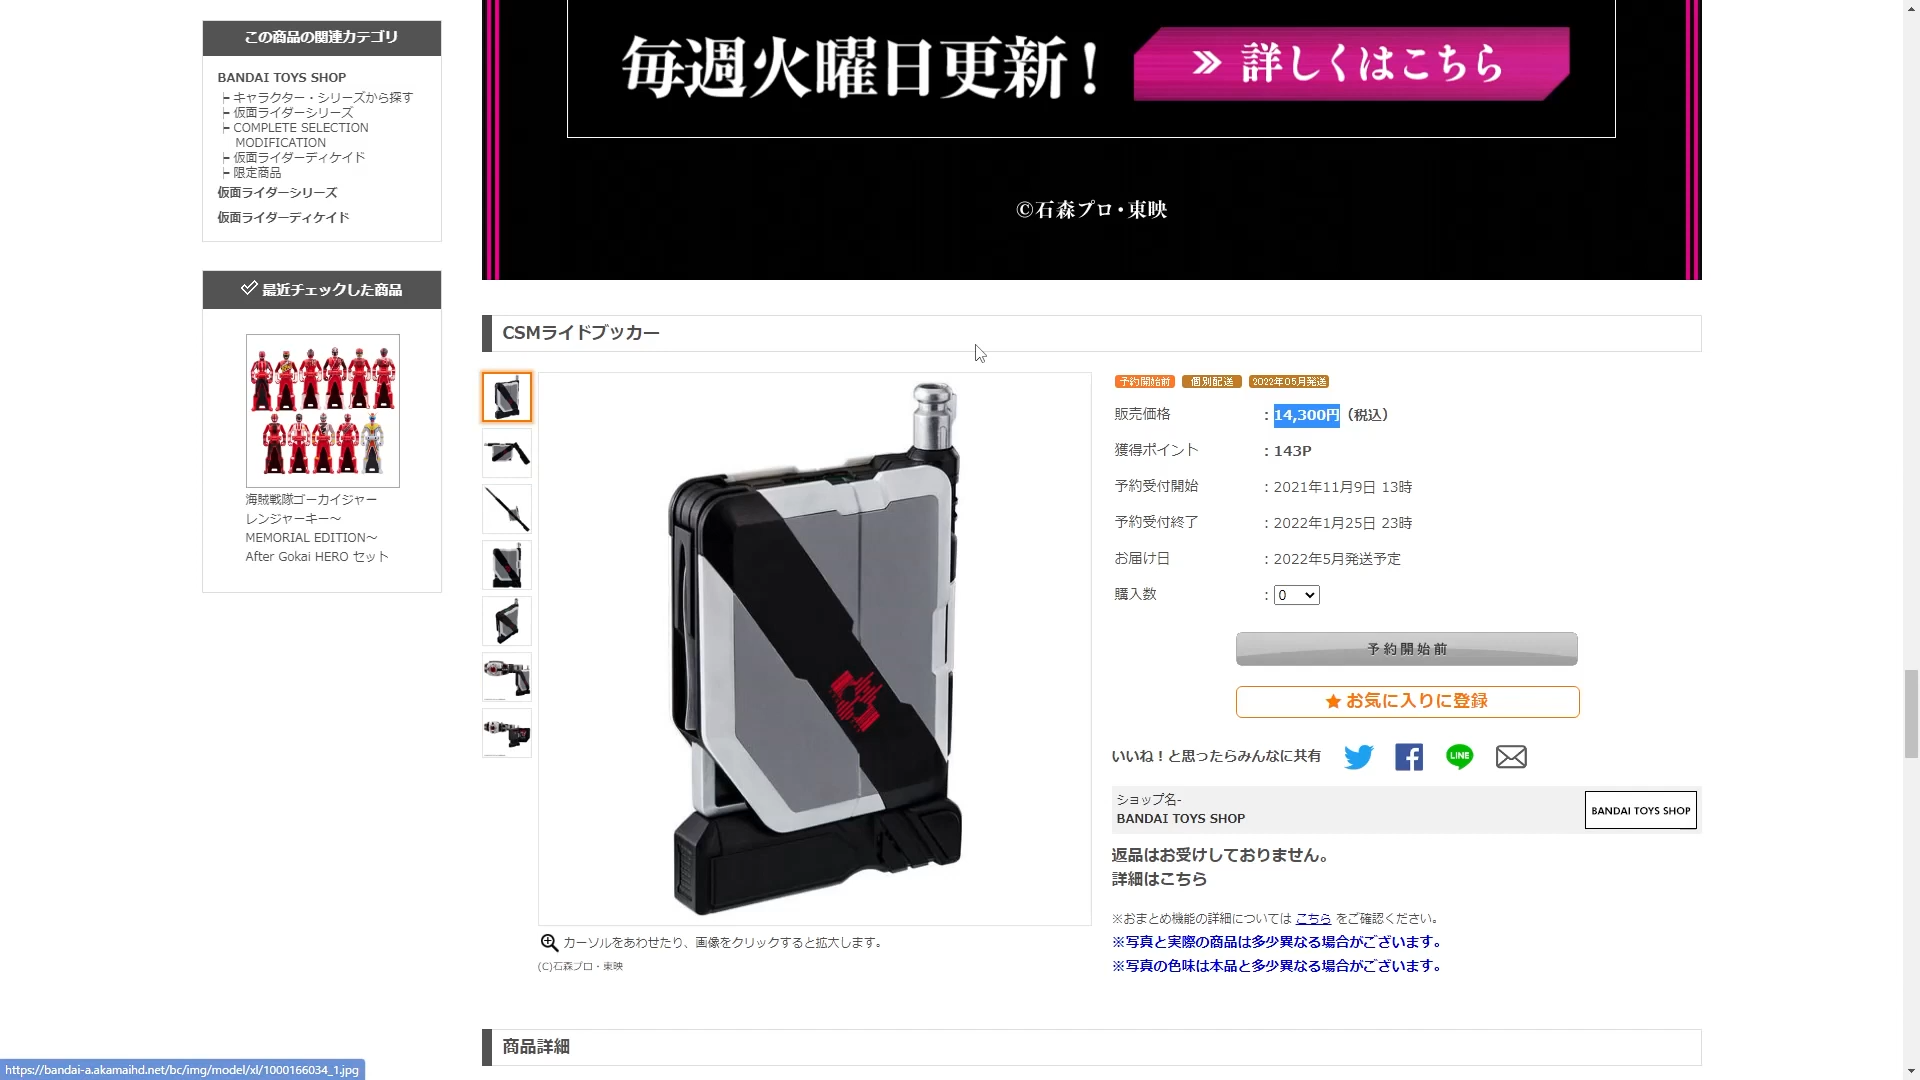 この商品の関連カテゴリ
BANDAI TOYS SHOP
├ キャラクター・シリーズから探す
├ 仮面ライダーシリーズ
├ COMPLETE SELECTION
MODIFICATION
├ 仮面ライダーディケイド
├ 限定商品
仮面ライダーシリーズ
仮面ライダーディケイド
最近チェックした商品
海賊戦隊ゴーカイジャー
レンジャーキー～
MEMORIAL EDITION～
After Gokai HERO セット
毎週火曜日更新!
≫ 詳しくはこちら
©石森プロ・東映
CSMライドブッカー
カーソルをあわせたり、画像をクリックすると拡大します。
(C)石森プロ・東映
予約開始前 個別配送 2022年05月発送
販売価格 : 14,300円 (税込)
獲得ポイント : 143P
予約受付開始 : 2021年11月9日 13時
予約受付終了 : 2022年1月25日 23時
お届け日 : 2022年5月発送予定
購入数 : 0
予約開始前
★ お気に入りに登録
いいね！と思ったらみんなに共有
LINE
ショップ名-
BANDAI TOYS SHOP
BANDAI TOYS SHOP
返品はお受けしておりません。
詳細はこちら
※おまとめ機能の詳細については こちら をご確認ください。
※写真と実際の商品は多少異なる場合がございます。
※写真の色味は本品と多少異なる場合がございます。
商品詳細
https://bandai-a.akamaihd.net/bc/img/model/xl/1000166034_1.jpg